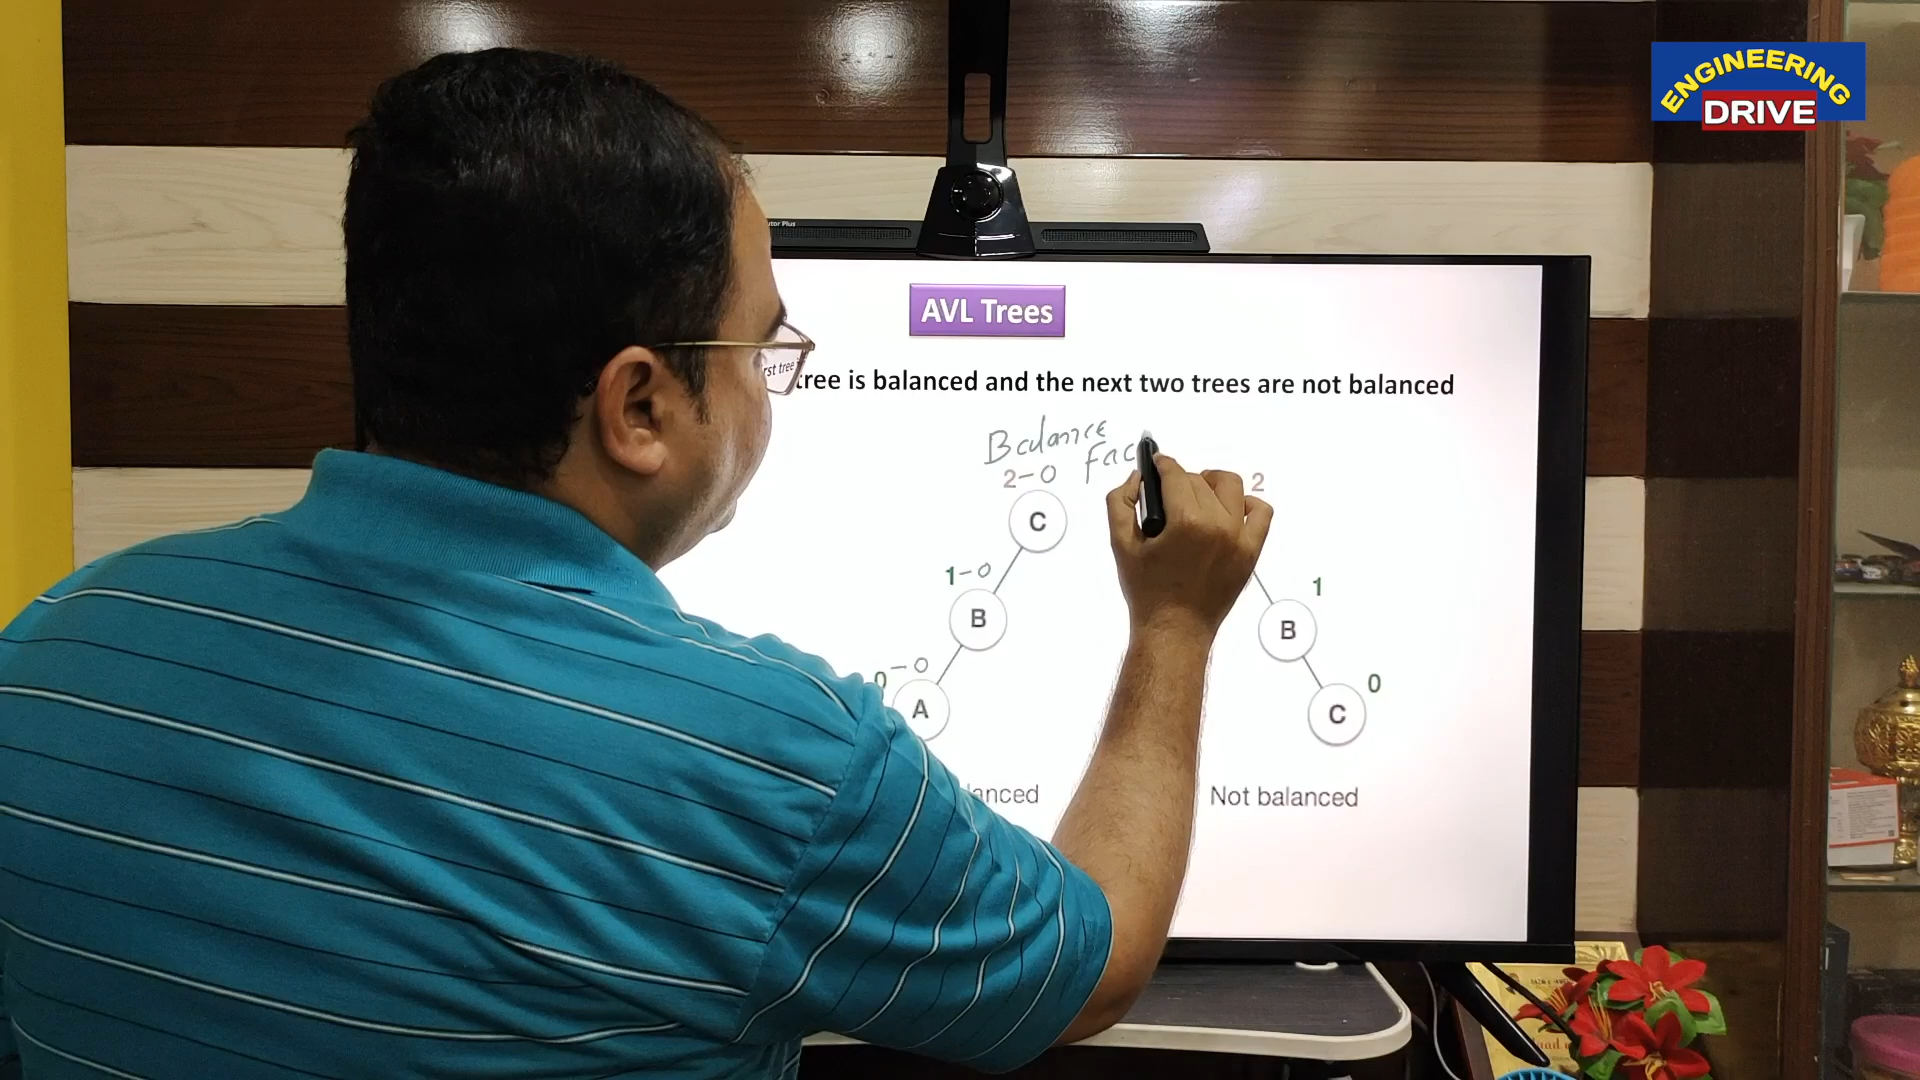 ENGINEERING
DRIVE
AVL Trees
tree is balanced and the next two trees are not balanced
Balance
2-0
C
2
1-0
B
1
B
0-0
A
0
C
Not balanced